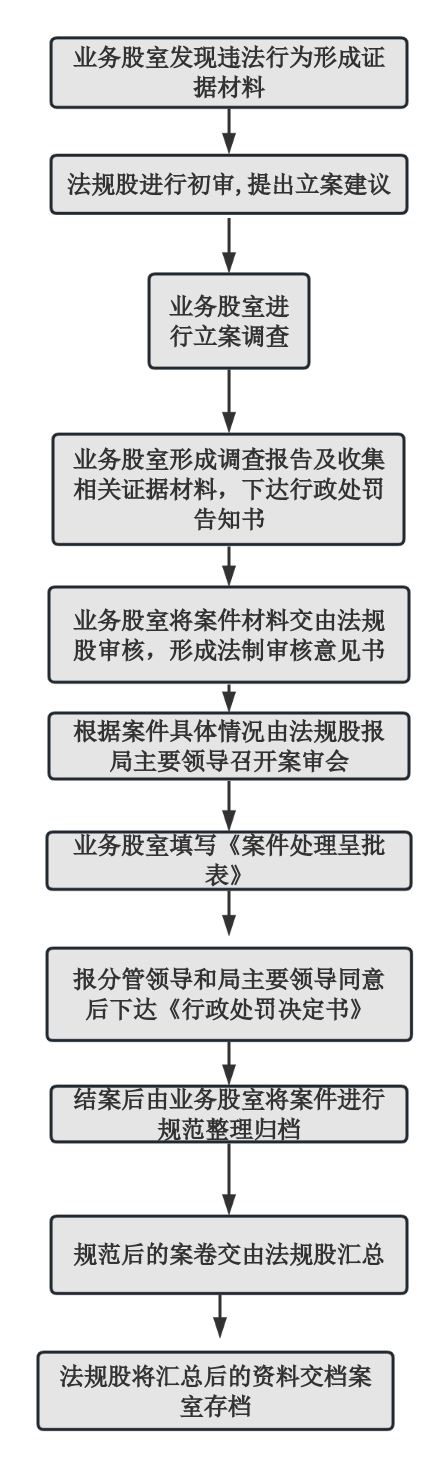 业务股室发现违法行为形成证
据材料
法规股进行初审,提出立案建议
业务股室进
行立案调查
业务股室形成调查报告及收集
相关证据材料，下达行政处罚
告知书
业务股室将案件材料交由法规
股审核，形成法制审核意见书
根据案件具体情况由法规股报
局主要领导召开案审会
业务股室填写《案件处理呈批
表》
报分管领导和局主要领导同意
后下达《行政处罚决定书》
结案后由业务股室将案件进行
规范整理归档
规范后的案卷交由法规股汇总
法规股将汇总后的资料交档案
室存档